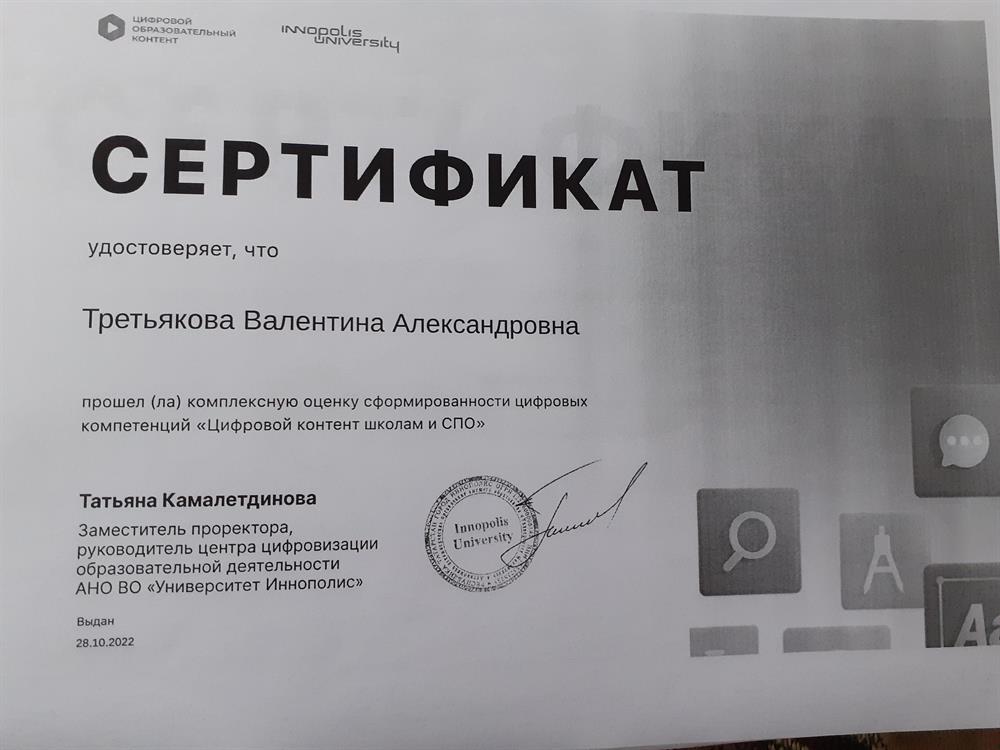 ЦИФРОВОЙ
ОБРАЗОВАТЕЛЬНЫЙ
КОНТЕНТ
INNOPOLIS
UNIVERSITY
СЕРТИФИКАТ
удостоверяет, что
Третьякова Валентина Александровна
прошел (ла) комплексную оценку сформированности цифровых
компетенций «Цифровой контент школам и СПО»
Татьяна Камалетдинова
Заместитель проректора,
руководитель центра цифровизации
образовательной деятельности
АНО ВО «Университет Иннополис»
Innopolis
University
Выдан
28.10.2022
Aa